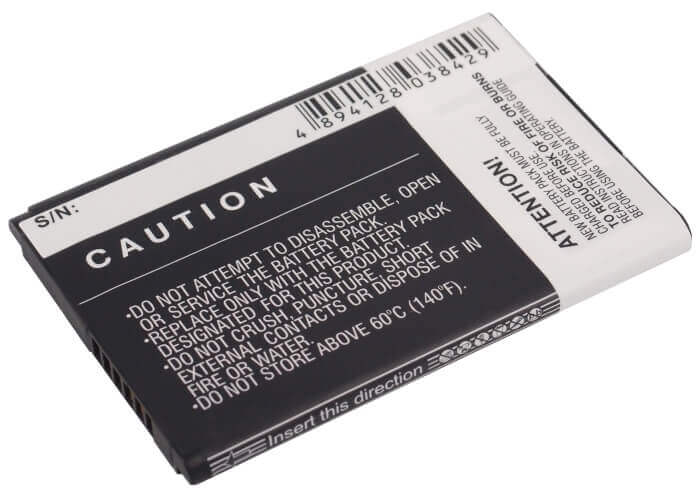 4 894128 038429
S/N:
CAUTION
•DO NOT ATTEMPT TO DISASSEMBLE, OPEN
OR SERVICE THE BATTERY PACK.
•REPLACE ONLY WITH THE BATTERY PACK
DESIGNATED FOR THIS PRODUCT.
•DO NOT CRUSH, PUNCTURE, SHORT
EXTERNAL CONTACTS OR DISPOSE OF IN
FIRE OR WATER.
•DO NOT STORE ABOVE 60°C (140°F).
Insert this direction
ATTENTION!
NEW BATTERY PACK MUST BE FULLY
CHARGED BEFORE USE.
TO REDUCE RISK OF FIRE OR BURNS
READ INSTRUCTIONS IN OPERATING GUIDE
BEFORE USING THE BATTERY.